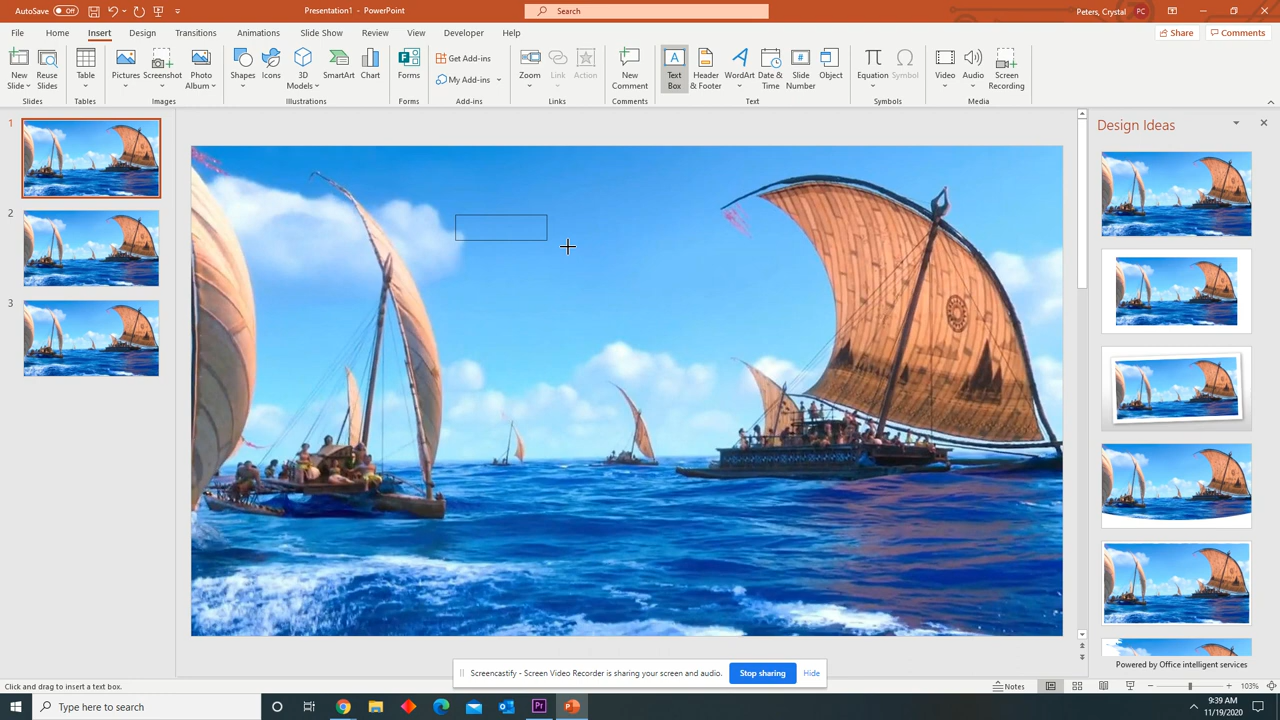 AutoSave Off Presentation1 - PowerPoint Search Peters, Crystal PC
File Home Insert Design Transitions Animations Slide Show Review View Developer Help Share Comments
New Slide Reuse Slides Table Pictures Screenshot Photo Album Shapes Icons 3D Models SmartArt Chart Forms Get Add-ins My Add-ins Zoom Link Action New Comment Text Box Header & Footer WordArt Date & Time Slide Number Object Equation Symbol Video Audio Screen Recording
Slides Tables Images Illustrations Forms Add-ins Links Comments Text Symbols Media
1
2
3
Design Ideas
Powered by Office intelligent services
Screencastify - Screen Video Recorder is sharing your screen and audio. Stop sharing Hide
Click and drag to insert a text box. Notes 103%
Type here to search Pr 9:39 AM
11/19/2020